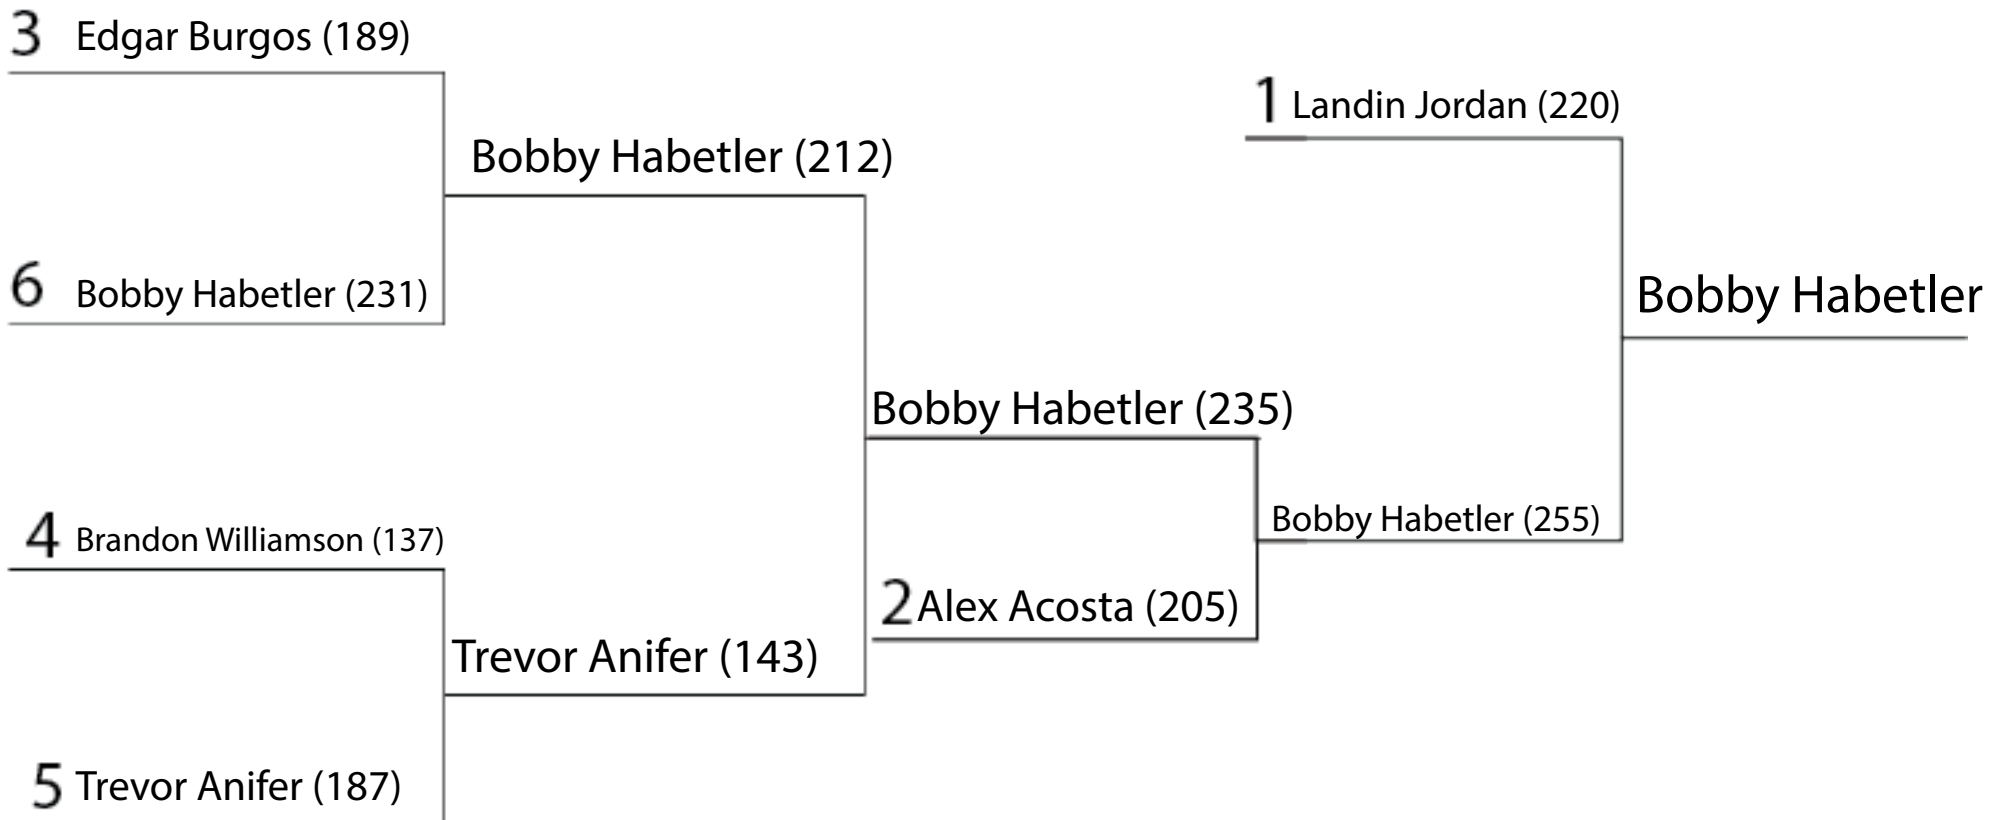 3 Edgar Burgos (189)
1 Landin Jordan (220)
Bobby Habetler (212)
6 Bobby Habetler (231)
Bobby Habetler
Bobby Habetler (235)
4 Brandon Williamson (137)
Bobby Habetler (255)
2 Alex Acosta (205)
Trevor Anifer (143)
5 Trevor Anifer (187)